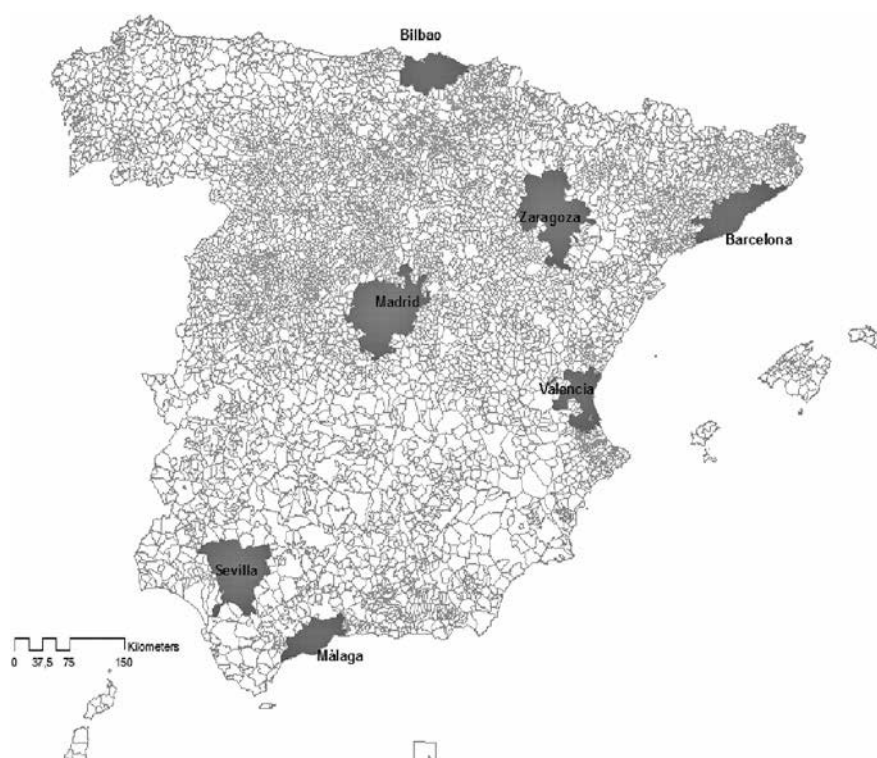 Bilbao
Zaragoza
Barcelona
Madrid
Valencia
Sevilla
Málaga
Kilometers
0 37,5 75 150